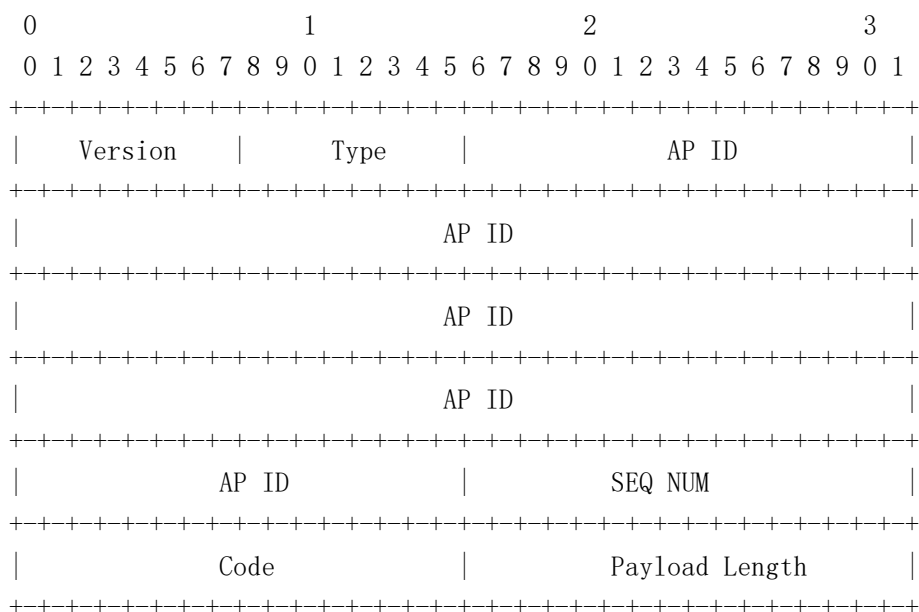 0                   1                   2                   3
0 1 2 3 4 5 6 7 8 9 0 1 2 3 4 5 6 7 8 9 0 1 2 3 4 5 6 7 8 9 0 1
+-+-+-+-+-+-+-+-+-+-+-+-+-+-+-+-+-+-+-+-+-+-+-+-+-+-+-+-+-+-+-+-+
|    Version    |      Type     |              AP ID            |
+-+-+-+-+-+-+-+-+-+-+-+-+-+-+-+-+-+-+-+-+-+-+-+-+-+-+-+-+-+-+-+-+
|                              AP ID                            |
+-+-+-+-+-+-+-+-+-+-+-+-+-+-+-+-+-+-+-+-+-+-+-+-+-+-+-+-+-+-+-+-+
|                              AP ID                            |
+-+-+-+-+-+-+-+-+-+-+-+-+-+-+-+-+-+-+-+-+-+-+-+-+-+-+-+-+-+-+-+-+
|                              AP ID                            |
+-+-+-+-+-+-+-+-+-+-+-+-+-+-+-+-+-+-+-+-+-+-+-+-+-+-+-+-+-+-+-+-+
|              AP ID            |          SEQ NUM              |
+-+-+-+-+-+-+-+-+-+-+-+-+-+-+-+-+-+-+-+-+-+-+-+-+-+-+-+-+-+-+-+-+
|              Code             |          Payload Length       |
+-+-+-+-+-+-+-+-+-+-+-+-+-+-+-+-+-+-+-+-+-+-+-+-+-+-+-+-+-+-+-+-+